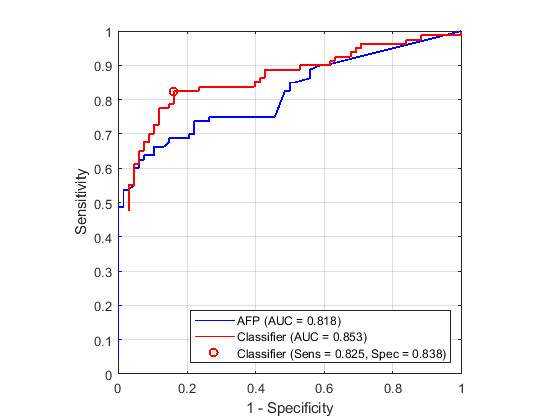 1
0.9
0.8
0.7
0.6
0.5
0.4
0.3
0.2
0.1
0
Sensitivity
AFP (AUC = 0.818)
Classifier (AUC = 0.853)
Classifier (Sens = 0.825, Spec = 0.838)
0 0.2 0.4 0.6 0.8 1
1 - Specificity